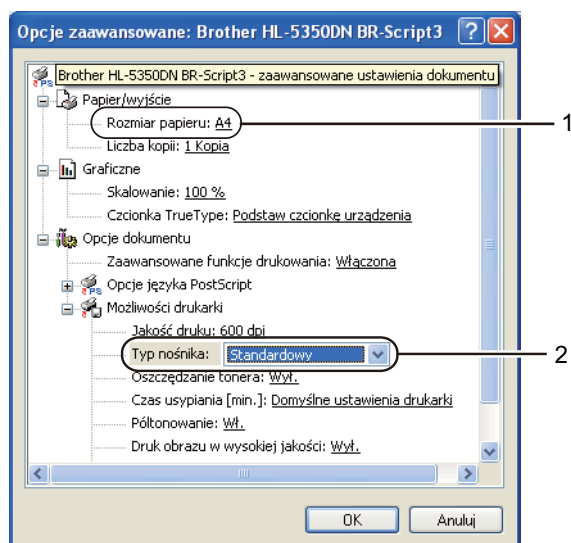 Opcje zaawansowane: Brother HL-5350DN BR-Script3
Brother HL-5350DN BR-Script3 - zaawansowane ustawienia dokumentu
Papier/wyjście
Rozmiar papieru: A4
1
Liczba kopii: 1 Kopia
Graficzne
Skalowanie: 100 %
Czcionka TrueType: Podstaw czcionkę urządzenia
Opcje dokumentu
Zaawansowane funkcje drukowania: Włączona
Opcje języka PostScript
Możliwości drukarki
Jakość druku: 600 dpi
Typ nośnika: Standardowy
2
Oszczędzanie tonera: Wył.
Czas usypiania [min.]: Domyślne ustawienia drukarki
Półtonowanie: Wł.
Druk obrazu w wysokiej jakości: Wył.
OK Anuluj